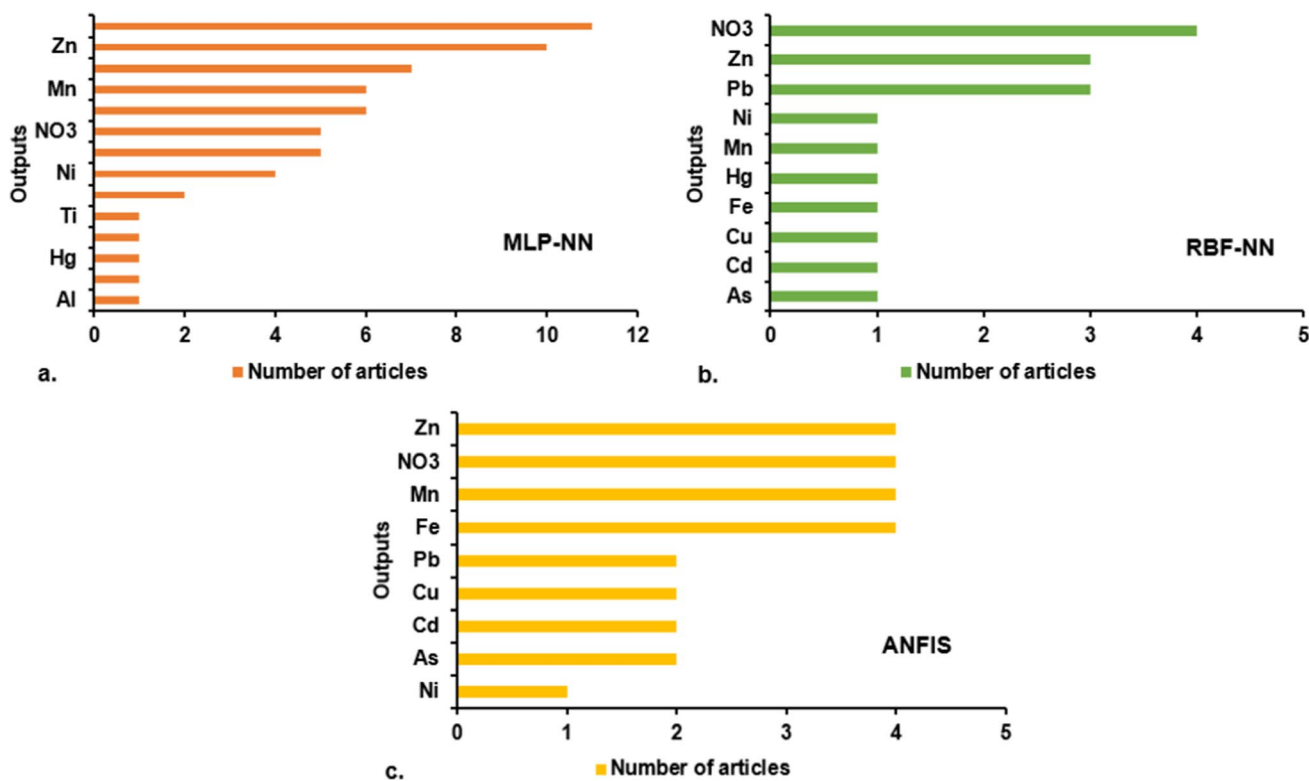 Outputs
Zn
Mn
NO3
Ni
Ti
Hg
Al
0 2 4 6 8 10 12
MLP-NN
Number of articles
a.
Outputs
NO3
Zn
Pb
Ni
Mn
Hg
Fe
Cu
Cd
As
0 1 2 3 4 5
RBF-NN
Number of articles
b.
Outputs
Zn
NO3
Mn
Fe
Pb
Cu
Cd
As
Ni
0 1 2 3 4 5
ANFIS
Number of articles
c.